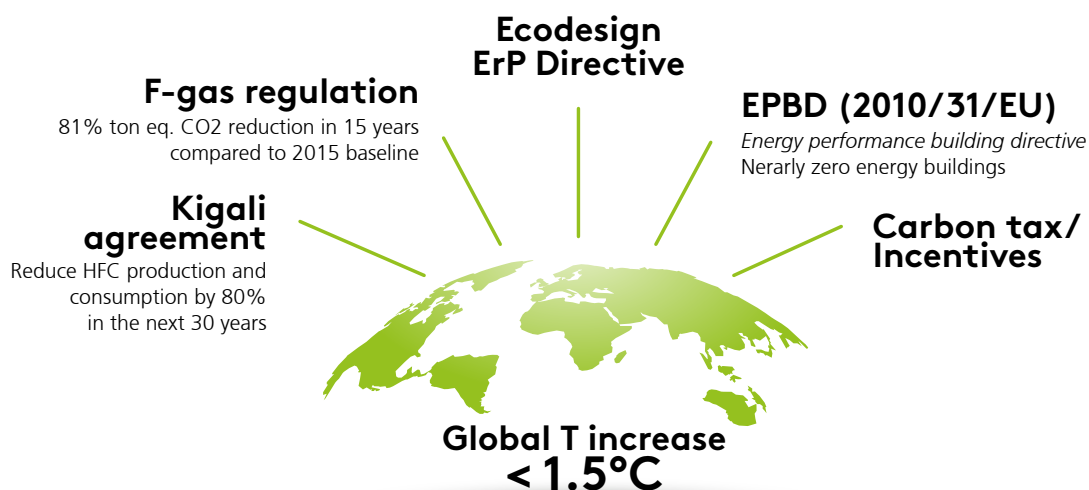 Ecodesign
ErP Directive
F-gas regulation
81% ton eq. CO2 reduction in 15 years
compared to 2015 baseline
EPBD (2010/31/EU)
Energy performance building directive
Nerarly zero energy buildings
Kigali
agreement
Reduce HFC production and
consumption by 80%
in the next 30 years
Carbon tax/
Incentives
Global T increase
< 1.5°C